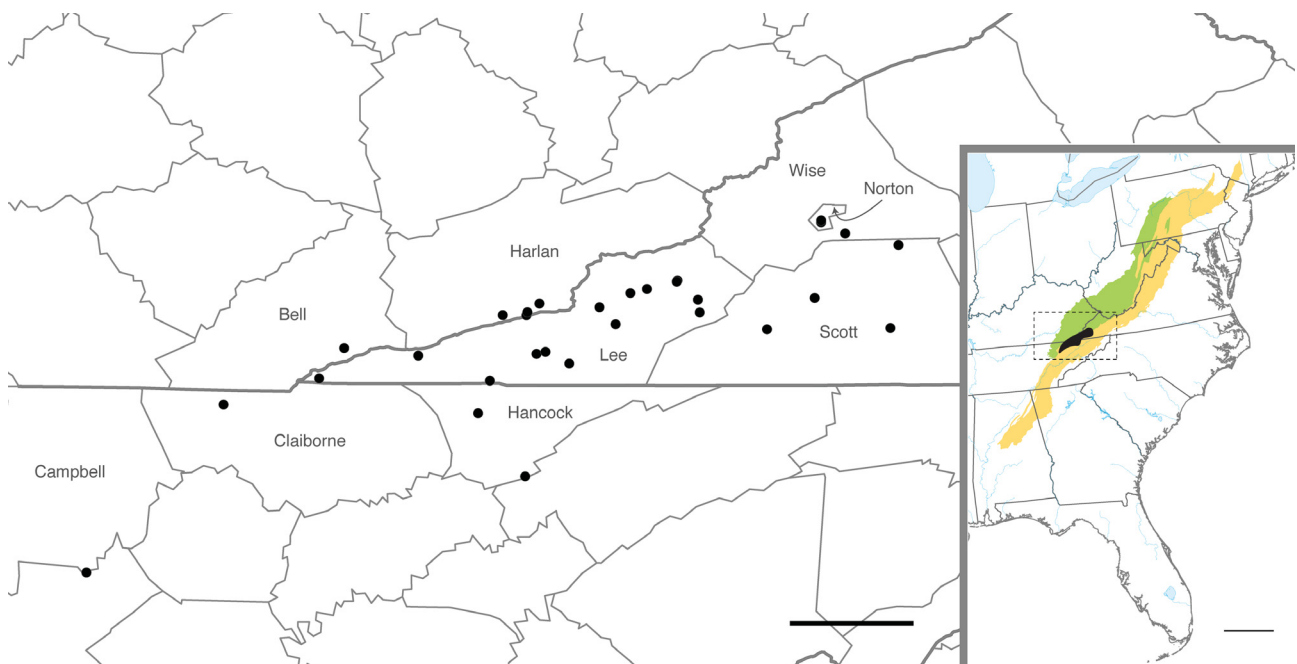 Wise
Norton
Harlan
Bell
Scott
Lee
Hancock
Claiborne
Campbell